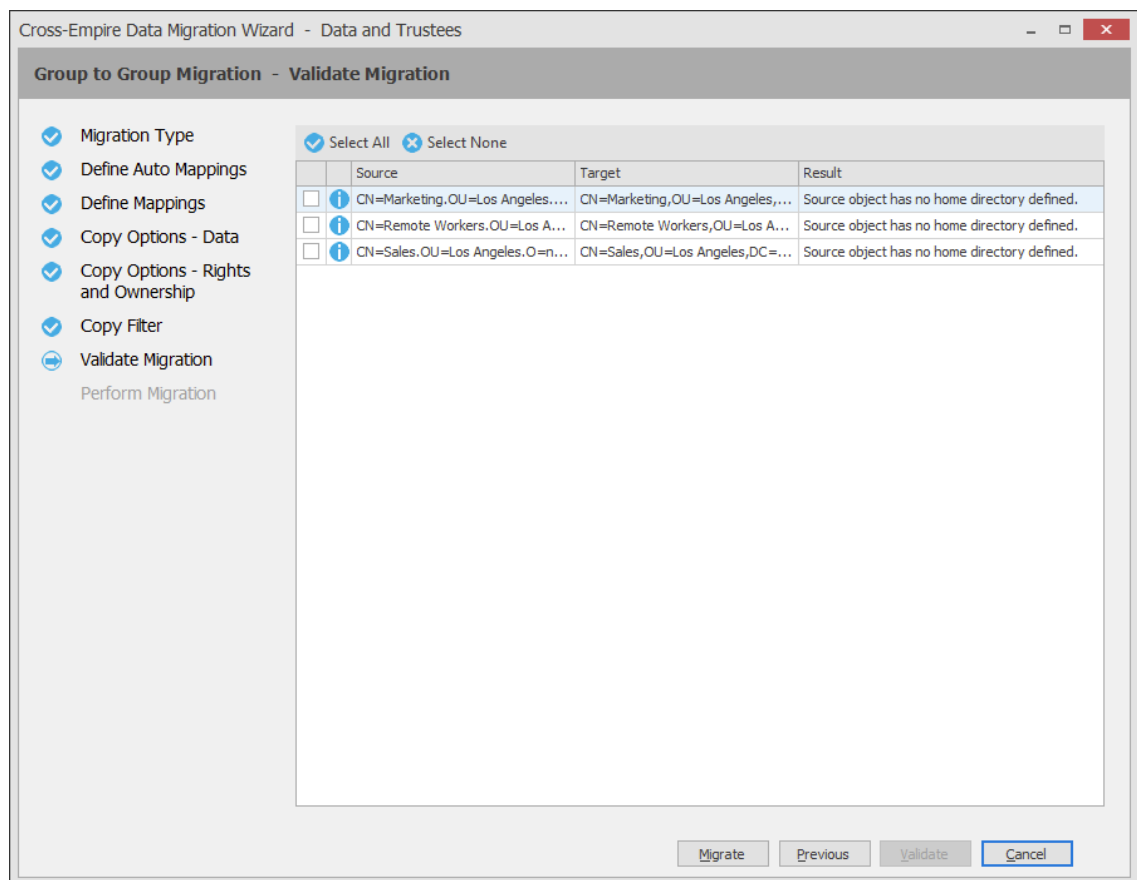 Cross-Empire Data Migration Wizard - Data and Trustees
Group to Group Migration - Validate Migration
Migration Type
Define Auto Mappings
Define Mappings
Copy Options - Data
Copy Options - Rights
and Ownership
Copy Filter
Validate Migration
Perform Migration
Select All Select None
Source Target Result
CN=Marketing.OU=Los Angeles.... CN=Marketing,OU=Los Angeles,... Source object has no home directory defined.
CN=Remote Workers.OU=Los A... CN=Remote Workers,OU=Los A... Source object has no home directory defined.
CN=Sales.OU=Los Angeles.O=n... CN=Sales,OU=Los Angeles,DC=... Source object has no home directory defined.
Migrate Previous Validate Cancel